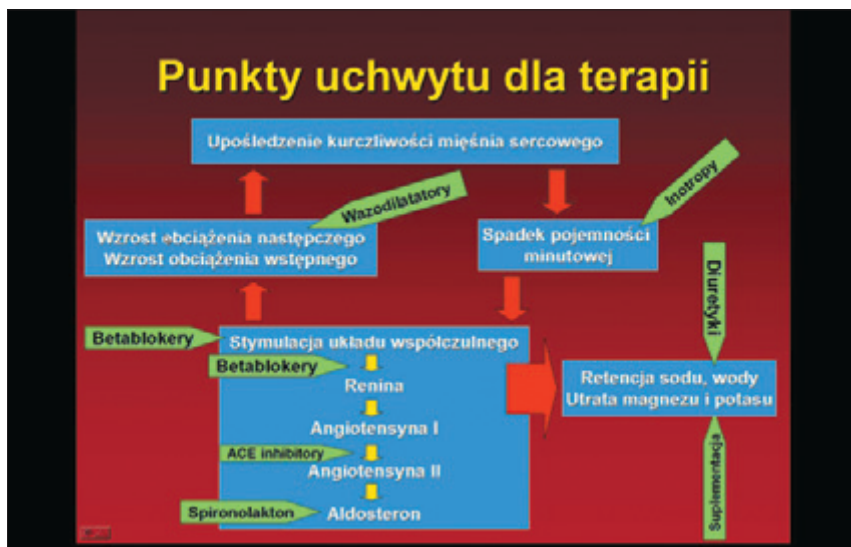 Punkty uchwytu dla terapii
Upośledzenie kurczliwości mięśnia sercowego
Wazodilatatory
Inotropy
Wzrost obciążenia następczego
Wzrost obciążenia wstępnego
Spadek pojemności
minutowej
Diuretyki
Betablokery
Stymulacja układu współczulnego
Betablokery
Renina
Retencja sodu, wody
Utrata magnezu i potasu
Angiotensyna I
ACE inhibitory
Angiotensyna II
Spironolakton
Aldosteron
Suplementacja